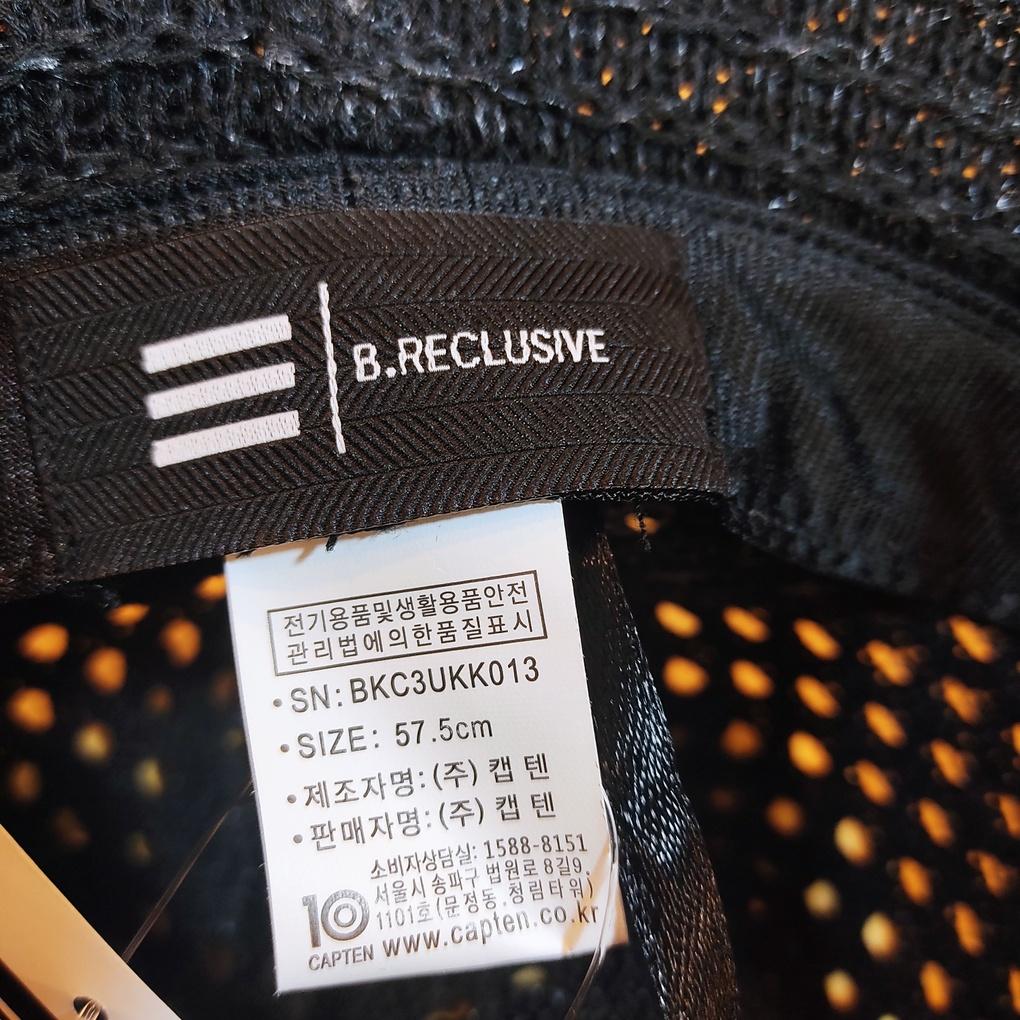 B.RECLUSIVE
전기용품및생활용품안전
관리법에의한품질표시
•SN: BKC3UKK013
•SIZE: 57.5cm
•제조자명: (주) 캡 텐
•판매자명: (주) 캡 텐
소비자상담실: 1588-8151
서울시 송파구 법원로 8길9.
1101호(문정동.청림타워)
10
CAPTEN www.capten.co.kr